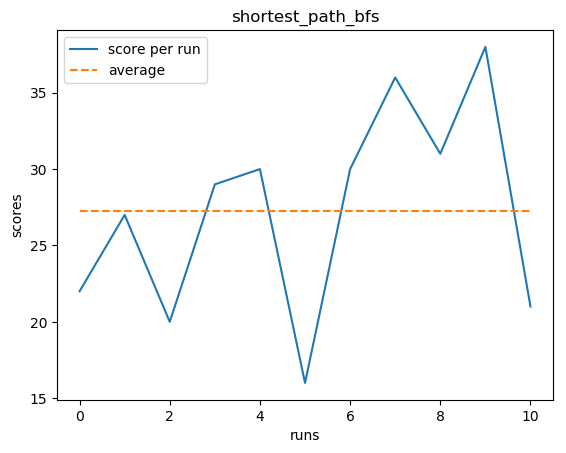 shortest_path_bfs
score per run
average
35
30
25
20
15
scores
0 2 4 6 8 10
runs